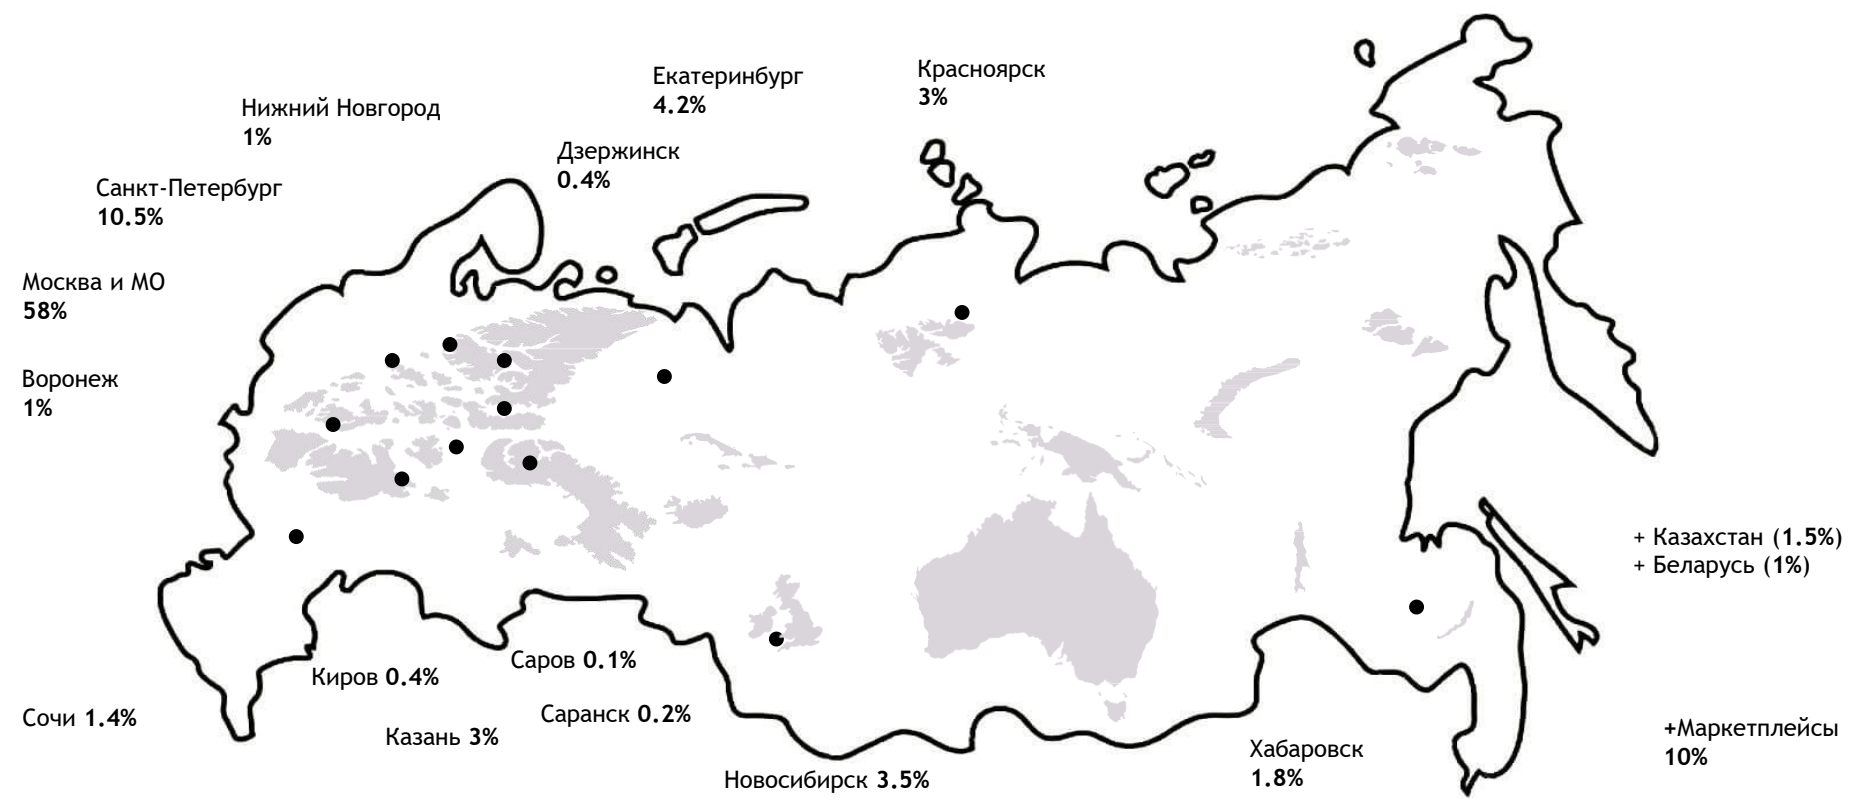 Екатеринбург
4.2%
Красноярск
3%
Нижний Новгород
1%
Дзержинск
0.4%
Санкт-Петербург
10.5%
Москва и МО
58%
Воронеж
1%
+ Казахстан (1.5%)
+ Беларусь (1%)
Саров 0.1%
Киров 0.4%
Сочи 1.4%
Саранск 0.2%
Казань 3%
+Маркетплейсы
10%
Хабаровск
1.8%
Новосибирск 3.5%